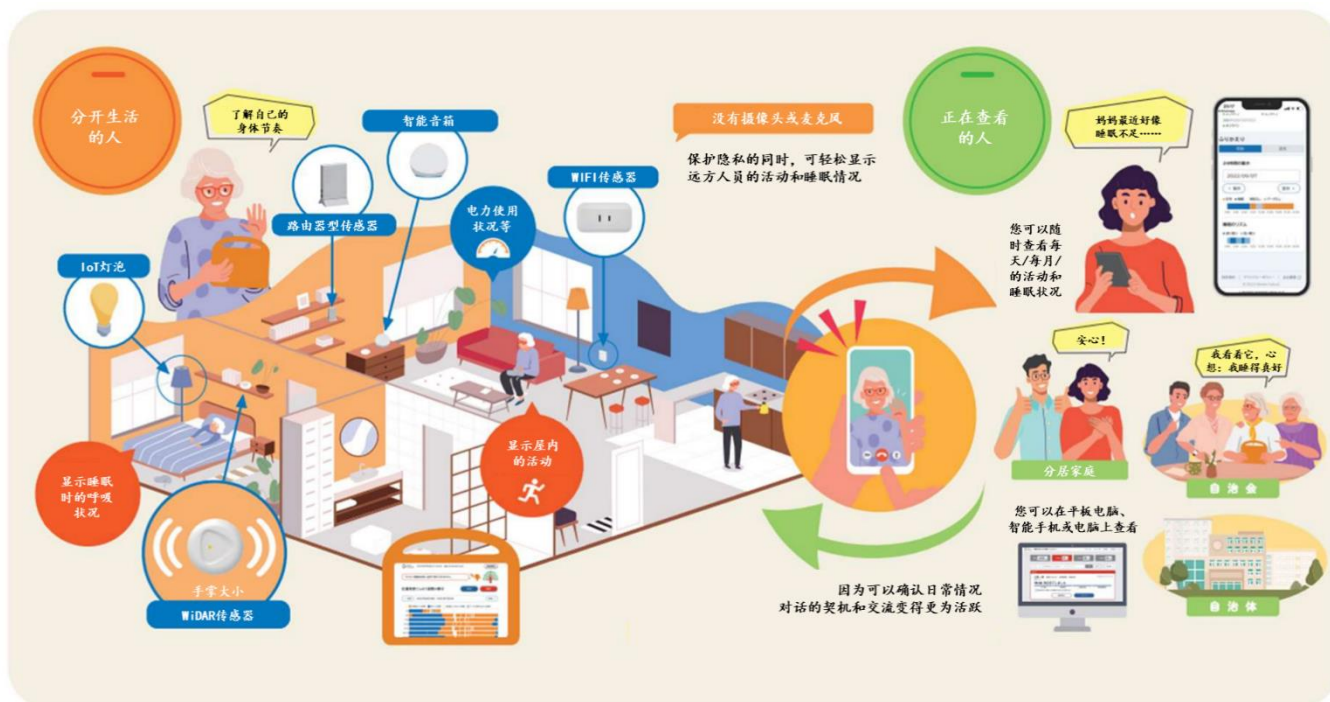 分开生活
的人
了解自己的
身体节奏
智能音箱
路由器型传感器
IoT灯泡
电力使用
状况等
WIFI传感器
没有摄像头或麦克风
保护隐私的同时，可轻松显示
远方人员的活动和睡眠情况
显示睡眠
时的呼吸
状况
手掌大小
WiDAR传感器
显示屋内
的活动
正在查看
的人
妈妈最近好像
睡眠不足……
您可以随
时查看每
天/每月/
的活动和
睡眠状况
安心！
分居家庭
我看着它，心
想：我睡得真好
自治会
您可以在平板电脑、
智能手机或电脑上查看
自治体
因为可以确认日常情况
对话的契机和交流变得更为活跃